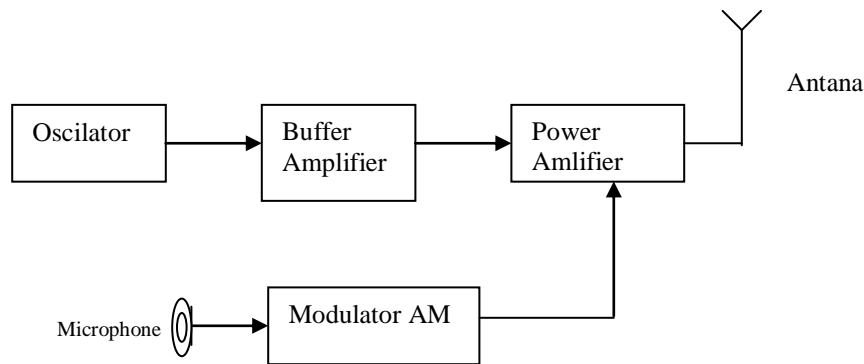 Antana
Oscilator
Buffer
Amplifier
Power
Amlifier
Microphone
Modulator AM